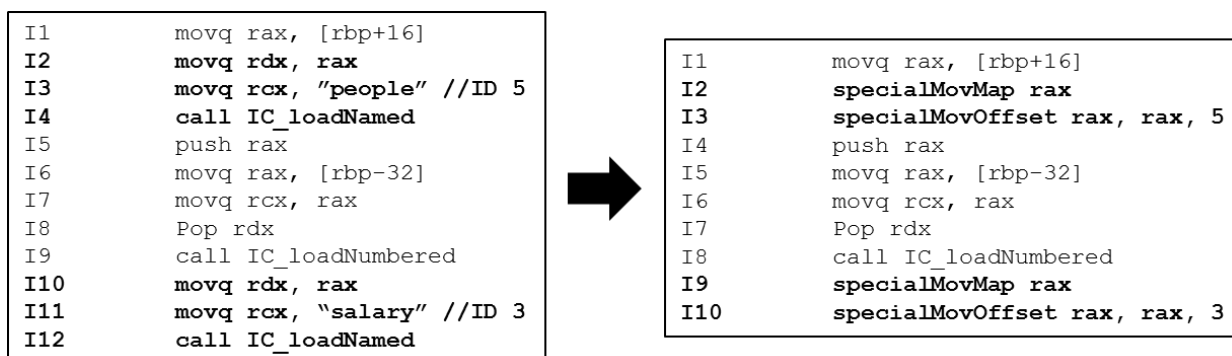 I1 movq rax, [rbp+16]
I2 movq rdx, rax
I3 movq rcx, ”people” //ID 5
I4 call IC_loadNamed
I5 push rax
I6 movq rax, [rbp-32]
I7 movq rcx, rax
I8 Pop rdx
I9 call IC_loadNumbered
I10 movq rdx, rax
I11 movq rcx, “salary” //ID 3
I12 call IC_loadNamed
I1 movq rax, [rbp+16]
I2 specialMovMap rax
I3 specialMovOffset rax, rax, 5
I4 push rax
I5 movq rax, [rbp-32]
I6 movq rcx, rax
I7 Pop rdx
I8 call IC_loadNumbered
I9 specialMovMap rax
I10 specialMovOffset rax, rax, 3